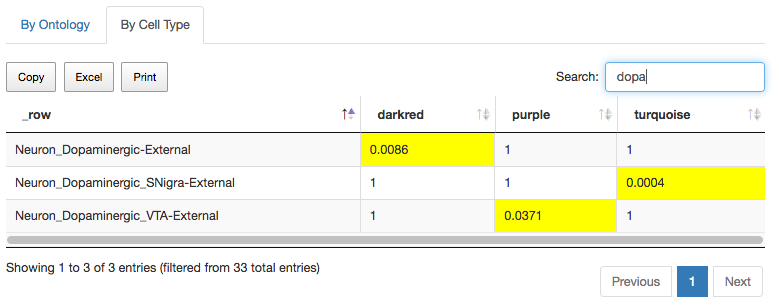 By Ontology By Cell Type
Copy Excel Print Search: dopa
_row darkred purple turquoise
Neuron_Dopaminergic-External 0.0086 1 1
Neuron_Dopaminergic_SNigra-External 1 1 0.0004
Neuron_Dopaminergic_VTA-External 1 0.0371 1
Showing 1 to 3 of 3 entries (filtered from 33 total entries)
Previous 1 Next